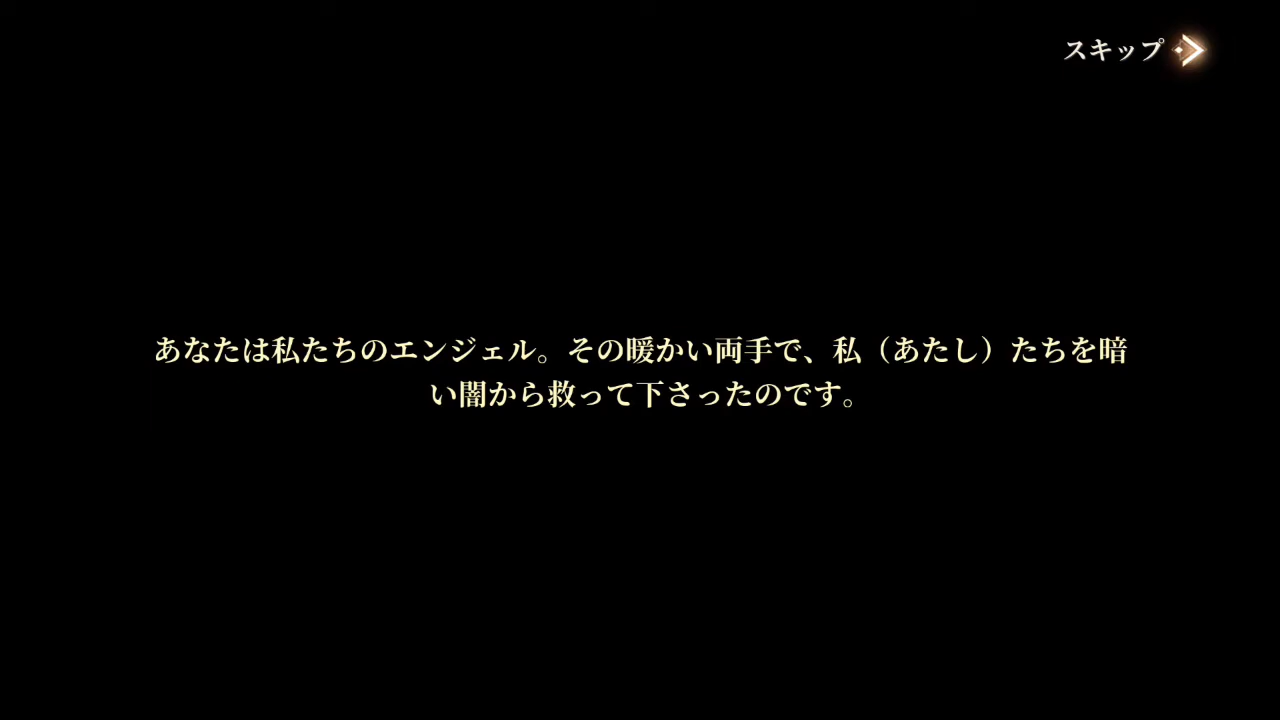 スキップ
あなたは私たちのエンジェル。その暖かい両手で、私（あたし）たちを暗
い闇から救って下さったのです。